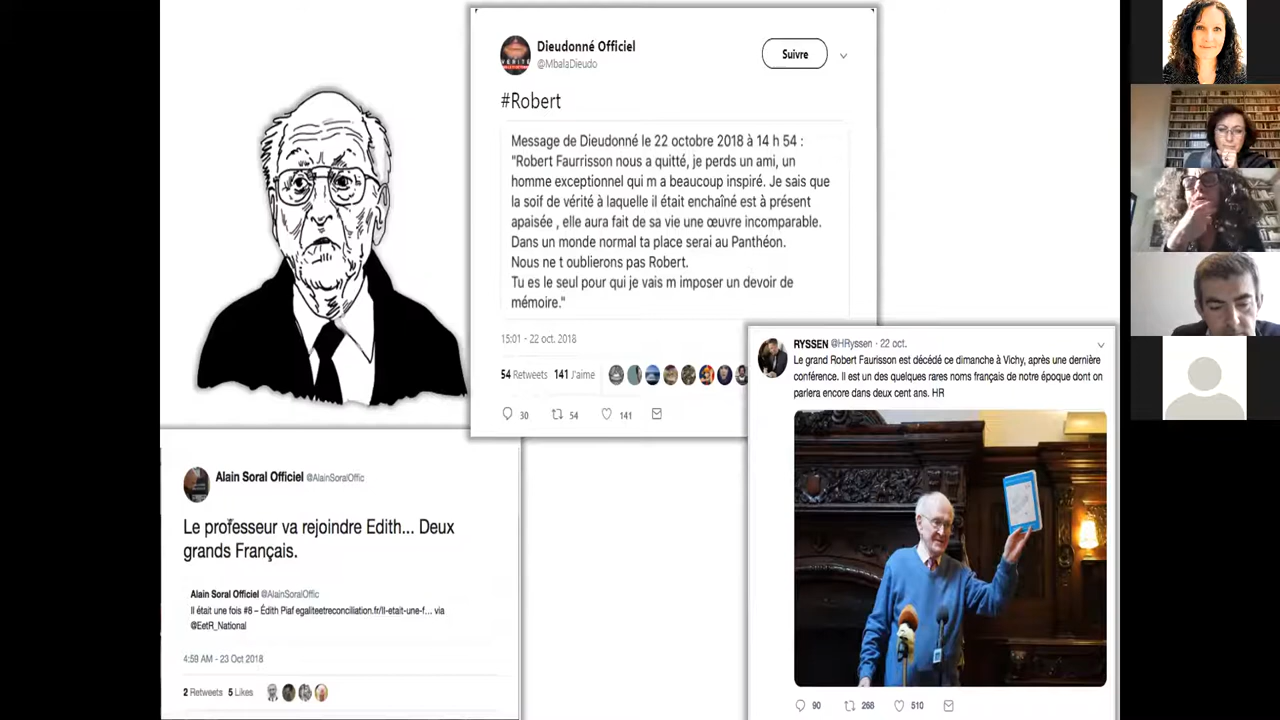 Dieudonné Officiel
@MbalaDieudo
Suivre
#Robert
Message de Dieudonné le 22 octobre 2018 à 14 h 54 :
"Robert Faurrisson nous a quitté, je perds un ami, un
homme exceptionnel qui m a beaucoup inspiré. Je sais que
la soif de vérité à laquelle il était enchaîné est à présent
apaisée , elle aura fait de sa vie une œuvre incomparable.
Dans un monde normal ta place serai au Panthéon.
Nous ne t oublierons pas Robert.
Tu es le seul pour qui je vais m imposer un devoir de
mémoire."
15:01 - 22 oct. 2018
54 Retweets 141 J'aime
30 54 141
RYSSEN @HRyssen · 22 oct.
Le grand Robert Faurisson est décédé ce dimanche à Vichy, après une dernière
conférence. Il est un des quelques rares noms français de notre époque dont on
parlera encore dans deux cent ans. HR
90 268 510
Alain Soral Officiel @AlainSoralOffic
Le professeur va rejoindre Edith... Deux
grands Français.
Alain Soral Officiel @AlainSoralOffic
Il était une fois #8 – Édith Piaf egaliteetreconciliation.fr/Il-etait-une-f... via
@EetR_National
4:59 AM - 23 Oct 2018
2 Retweets 5 Likes